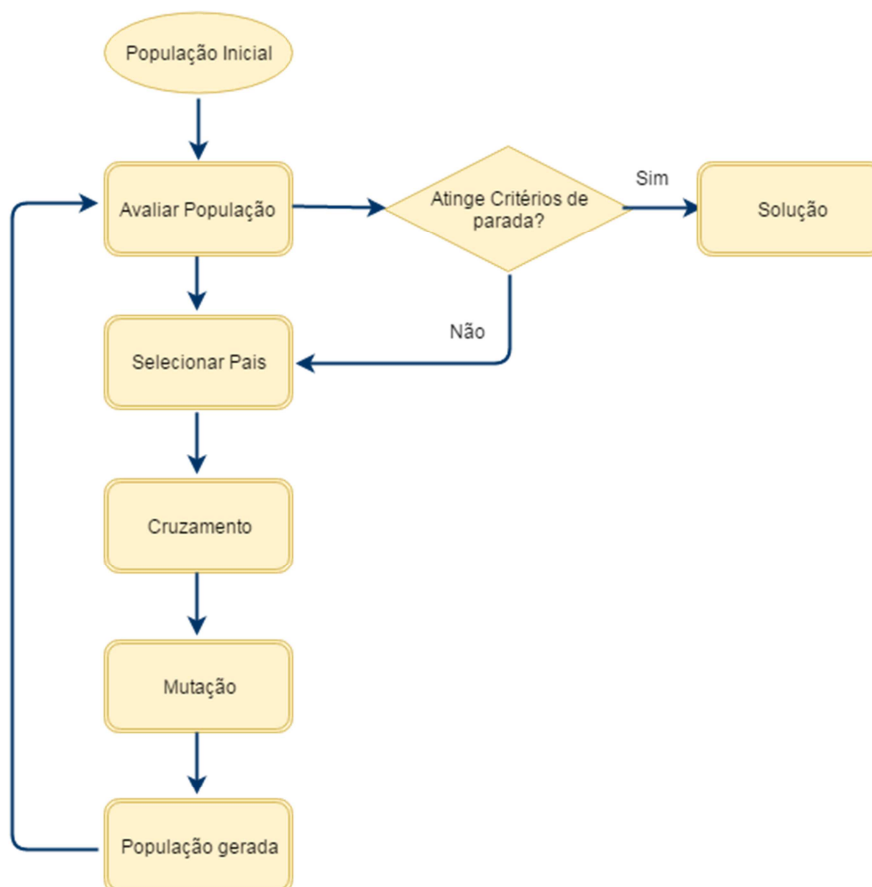 População Inicial
Avaliar População
Atinge Critérios de
parada?
Sim
Solução
Não
Selecionar Pais
Cruzamento
Mutação
População gerada